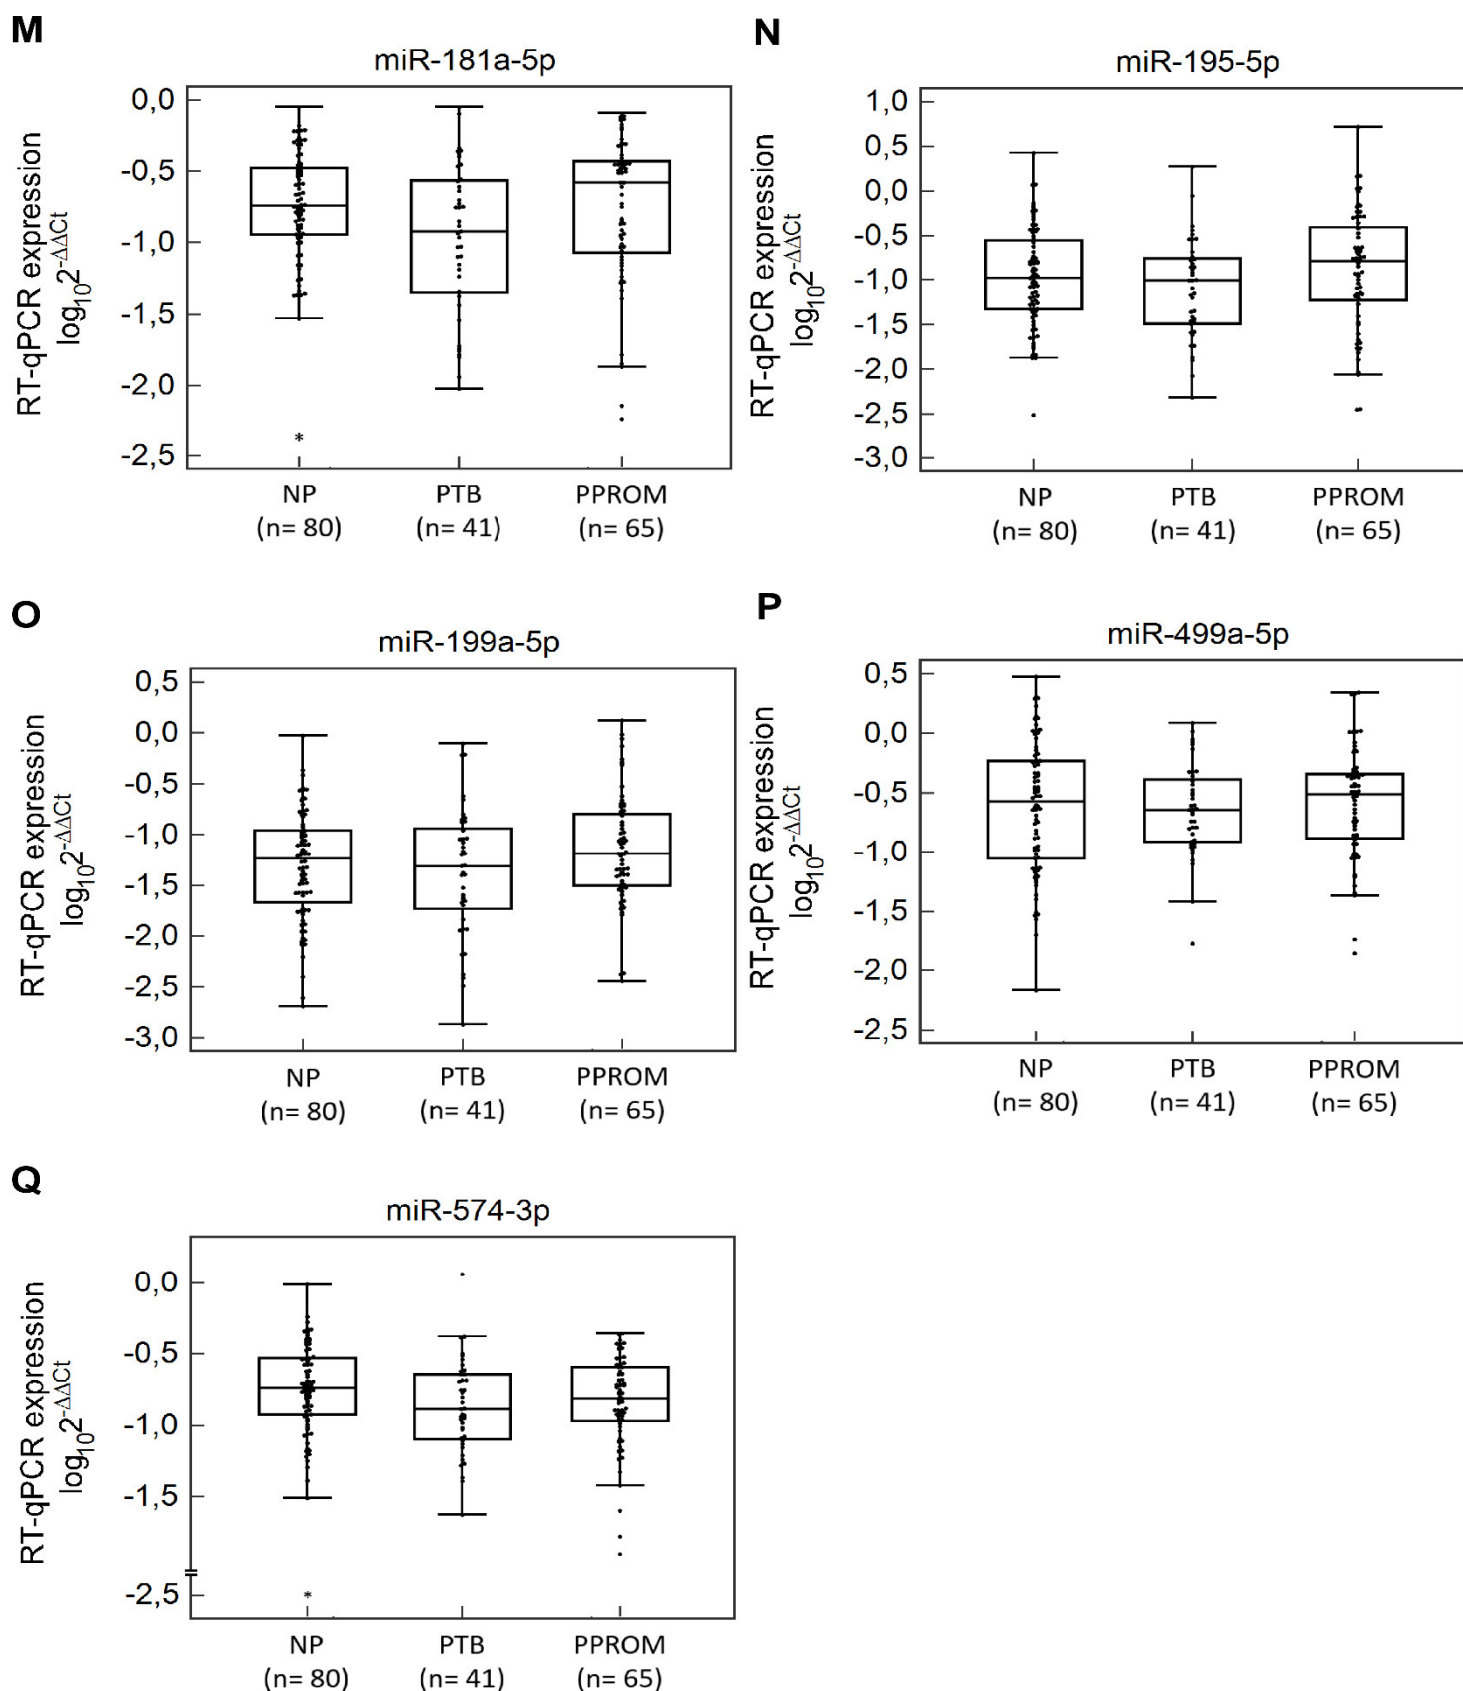 M
miR-181a-5p
RT-qPCR expression
log₁₀2^-ΔΔCt
0,0
-0,5
-1,0
-1,5
-2,0
-2,5
*
NP
(n= 80)
PTB
(n= 41)
PPROM
(n= 65)
N
miR-195-5p
RT-qPCR expression
log₁₀2^-ΔΔCt
1,0
0,5
0,0
-0,5
-1,0
-1,5
-2,0
-2,5
-3,0
NP
(n= 80)
PTB
(n= 41)
PPROM
(n= 65)
O
miR-199a-5p
RT-qPCR expression
log₁₀2^-ΔΔCt
0,5
0,0
-0,5
-1,0
-1,5
-2,0
-2,5
-3,0
NP
(n= 80)
PTB
(n= 41)
PPROM
(n= 65)
P
miR-499a-5p
RT-qPCR expression
log₁₀2^-ΔΔCt
0,5
0,0
-0,5
-1,0
-1,5
-2,0
-2,5
NP
(n= 80)
PTB
(n= 41)
PPROM
(n= 65)
Q
miR-574-3p
RT-qPCR expression
log₁₀2^-ΔΔCt
0,0
-0,5
-1,0
-1,5
-2,5
*
NP
(n= 80)
PTB
(n= 41)
PPROM
(n= 65)